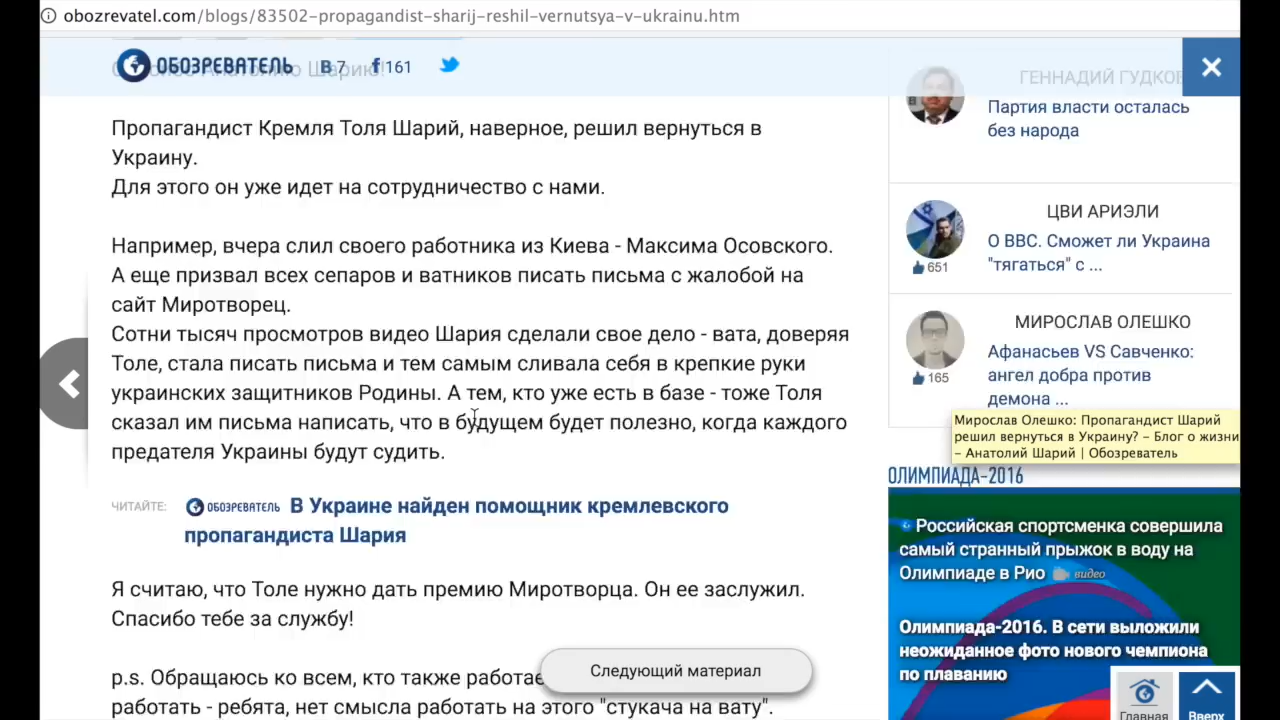 obozrevatel.com/blogs/83502-propagandist-sharij-reshil-vernutsya-v-ukrainu.htm
ОБОЗРЕВАТЕЛЬ
В 7
f 161
Пропагандист Кремля Толя Шарий, наверное, решил вернуться в
Украину.
Для этого он уже идет на сотрудничество с нами.
Например, вчера слил своего работника из Киева - Максима Осовского.
А еще призвал всех сепаров и ватников писать письма с жалобой на
сайт Миротворец.
Сотни тысяч просмотров видео Шария сделали свое дело - вата, доверяя
Толе, стала писать письма и тем самым сливала себя в крепкие руки
украинских защитников Родины. А тем, кто уже есть в базе - тоже Толя
сказал им письма написать, что в будущем будет полезно, когда каждого
предателя Украины будут судить.
ЧИТАЙТЕ:
ОБОЗРЕВАТЕЛЬ В Украине найден помощник кремлевского
пропагандиста Шария
Я считаю, что Толе нужно дать премию Миротворца. Он ее заслужил.
Спасибо тебе за службу!
p.s. Обращаюсь ко всем, кто также работае
работать - ребята, нет смысла работать на этого "стукача на вату".
Следующий материал
ГЕННАДИЙ ГУДКОВ
Партия власти осталась
без народа
ЦВИ АРИЭЛИ
О ВВС. Сможет ли Украина
"тягаться" с ...
651
МИРОСЛАВ ОЛЕШКО
Афанасьев VS Савченко:
ангел добра против
демона ...
165
Мирослав Олешко: Пропагандист Шарий
решил вернуться в Украину? – Блог о жизни
– Анатолий Шарий | Обозреватель
ОЛИМПИАДА-2016
Российская спортсменка совершила
самый странный прыжок в воду на
Олимпиаде в Рио видео
Олимпиада-2016. В сети выложили
неожиданное фото нового чемпиона
по плаванию
Главная
Вверх